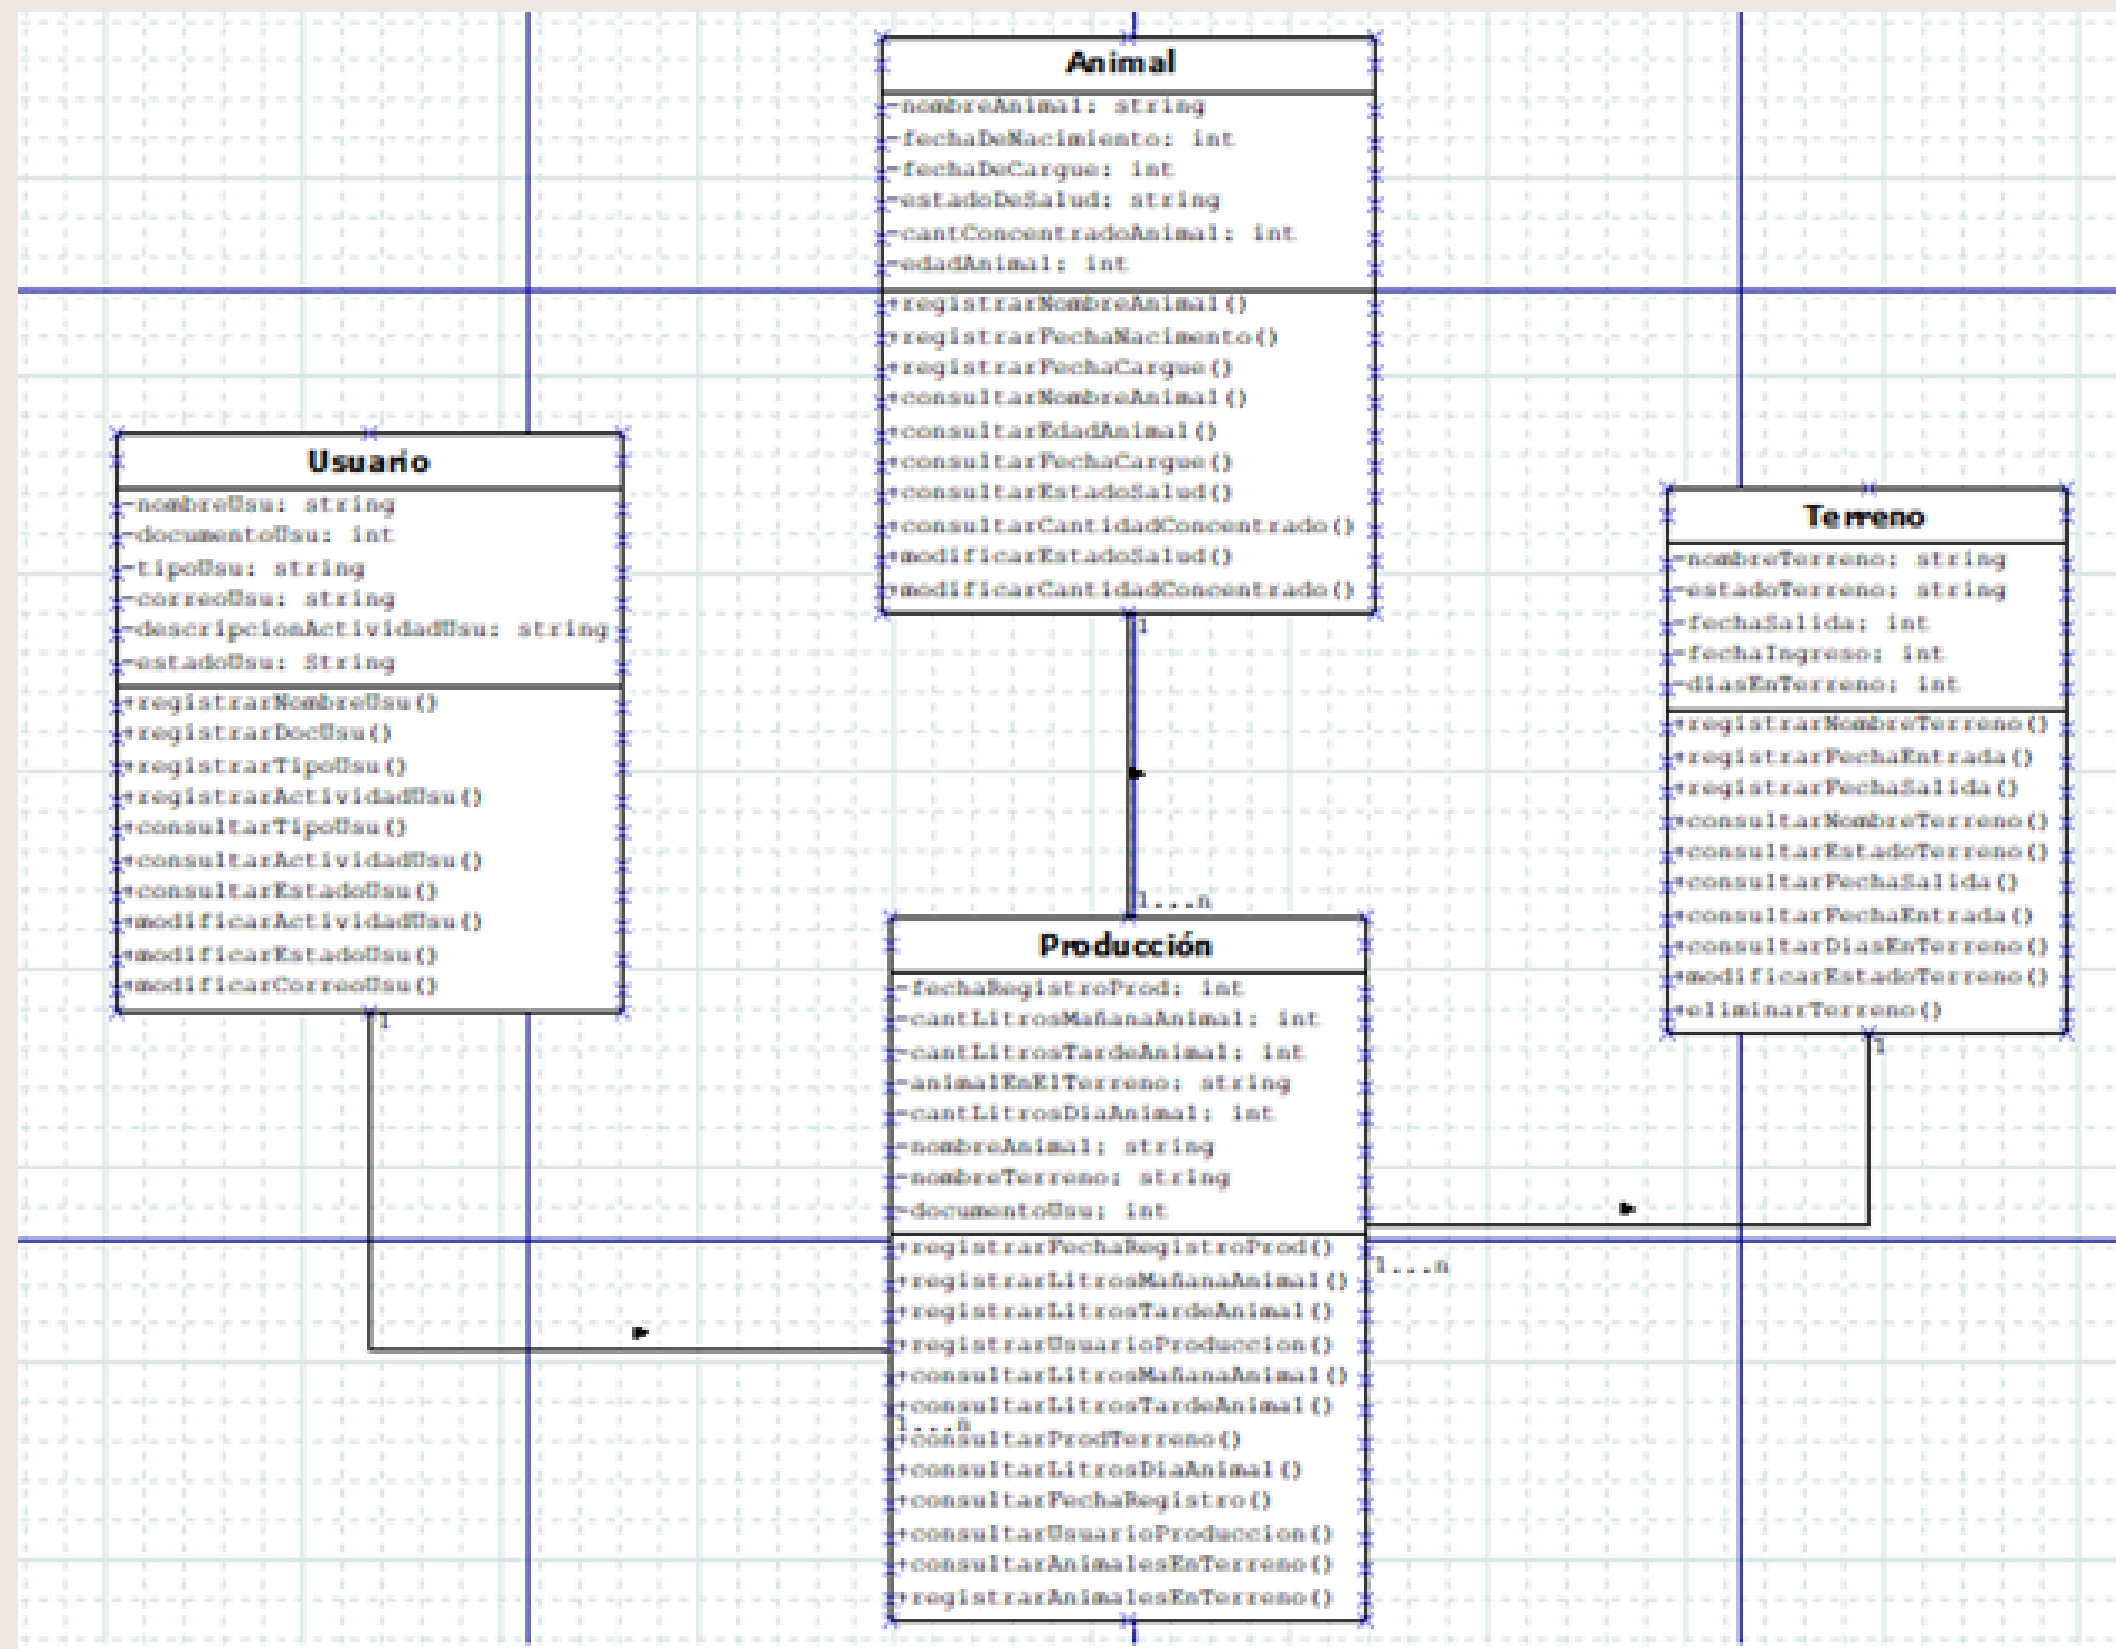 Animal
-nombreAnimal: string
-fechaDeNacimiento: int
-fechaDeCargue: int
-estadoDeSalud: string
-cantConcentradoAnimal: int
-edadAnimal: int
+registrarNombreAnimal()
+registrarFechaNacimento()
+registrarFechaCargue()
+consultarNombreAnimal()
+consultarEdadAnimal()
+consultarFechaCargue()
+consultarEstadoSalud()
+consultarCantidadConcentrado()
+modificarEstadoSalud()
+modificarCantidadConcentrado()
1
1...n
Usuario
-nombreUsu: string
-documentoUsu: int
-tipoUsu: string
-correoUsu: string
-descripcionActividadUsu: string
-estadoUsu: String
+registrarNombreUsu()
+registrarDocUsu()
+registrarTipoUsu()
+registrarActividadUsu()
+consultarTipoUsu()
+consultarActividadUsu()
+consultarEstadoUsu()
+modificarActividadUsu()
+modificarEstadoUsu()
+modificarCorreoUsu()
1
1...n
Terreno
-nombreTerreno: string
-estadoTerreno: string
-fechaSalida: int
-fechaIngreso: int
-diasEnTerreno: int
+registrarNombreTerreno()
+registrarFechaEntrada()
+registrarFechaSalida()
+consultarNombreTerreno()
+consultarEstadoTerreno()
+consultarFechaSalida()
+consultarFechaEntrada()
+consultarDiasEnTerreno()
+modificarEstadoTerreno()
+eliminarTerreno()
1
1...n
Producción
-fechaRegistroProd: int
-cantLitrosMañanaAnimal: int
-cantLitrosTardeAnimal: int
-animalEnElTerreno: string
-cantLitrosDiaAnimal: int
-nombreAnimal: string
-nombreTerreno: string
-documentoUsu: int
+registrarFechaRegistroProd()
+registrarLitrosMañanaAnimal()
+registrarLitrosTardeAnimal()
+registrarUsuarioProduccion()
+consultarLitrosMañanaAnimal()
+consultarLitrosTardeAnimal()
+consultarProdTerreno()
+consultarLitrosDiaAnimal()
+consultarFechaRegistro()
+consultarUsuarioProduccion()
+consultarAnimalesEnTerreno()
+registrarAnimalesEnTerreno()